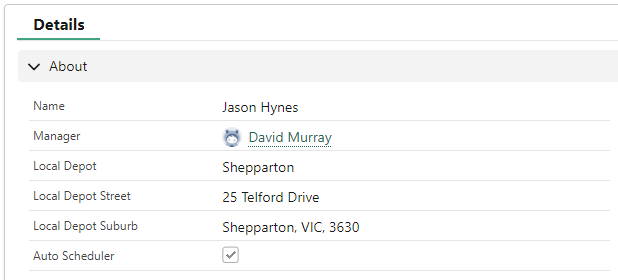 Details
About
Name Jason Hynes
Manager David Murray
Local Depot Shepparton
Local Depot Street 25 Telford Drive
Local Depot Suburb Shepparton, VIC, 3630
Auto Scheduler